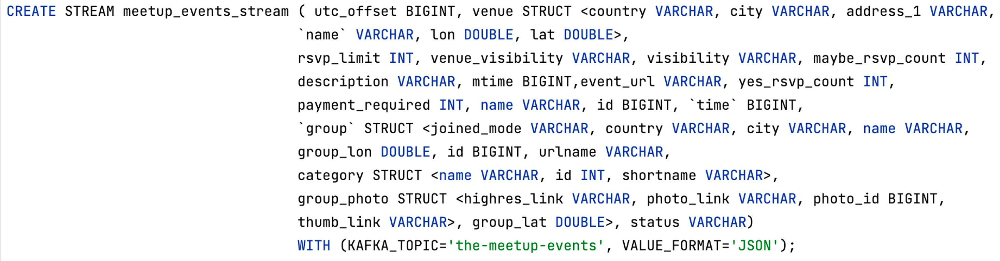 CREATE STREAM meetup_events_stream ( utc_offset BIGINT, venue STRUCT <country VARCHAR, city VARCHAR, address_1 VARCHAR,
`name` VARCHAR, lon DOUBLE, lat DOUBLE>,
rsvp_limit INT, venue_visibility VARCHAR, visibility VARCHAR, maybe_rsvp_count INT,
description VARCHAR, mtime BIGINT,event_url VARCHAR, yes_rsvp_count INT,
payment_required INT, name VARCHAR, id BIGINT, `time` BIGINT,
`group` STRUCT <joined_mode VARCHAR, country VARCHAR, city VARCHAR, name VARCHAR,
group_lon DOUBLE, id BIGINT, urlname VARCHAR,
category STRUCT <name VARCHAR, id INT, shortname VARCHAR>,
group_photo STRUCT <highres_link VARCHAR, photo_link VARCHAR, photo_id BIGINT,
thumb_link VARCHAR>, group_lat DOUBLE>, status VARCHAR)
WITH (KAFKA_TOPIC='the-meetup-events', VALUE_FORMAT='JSON');